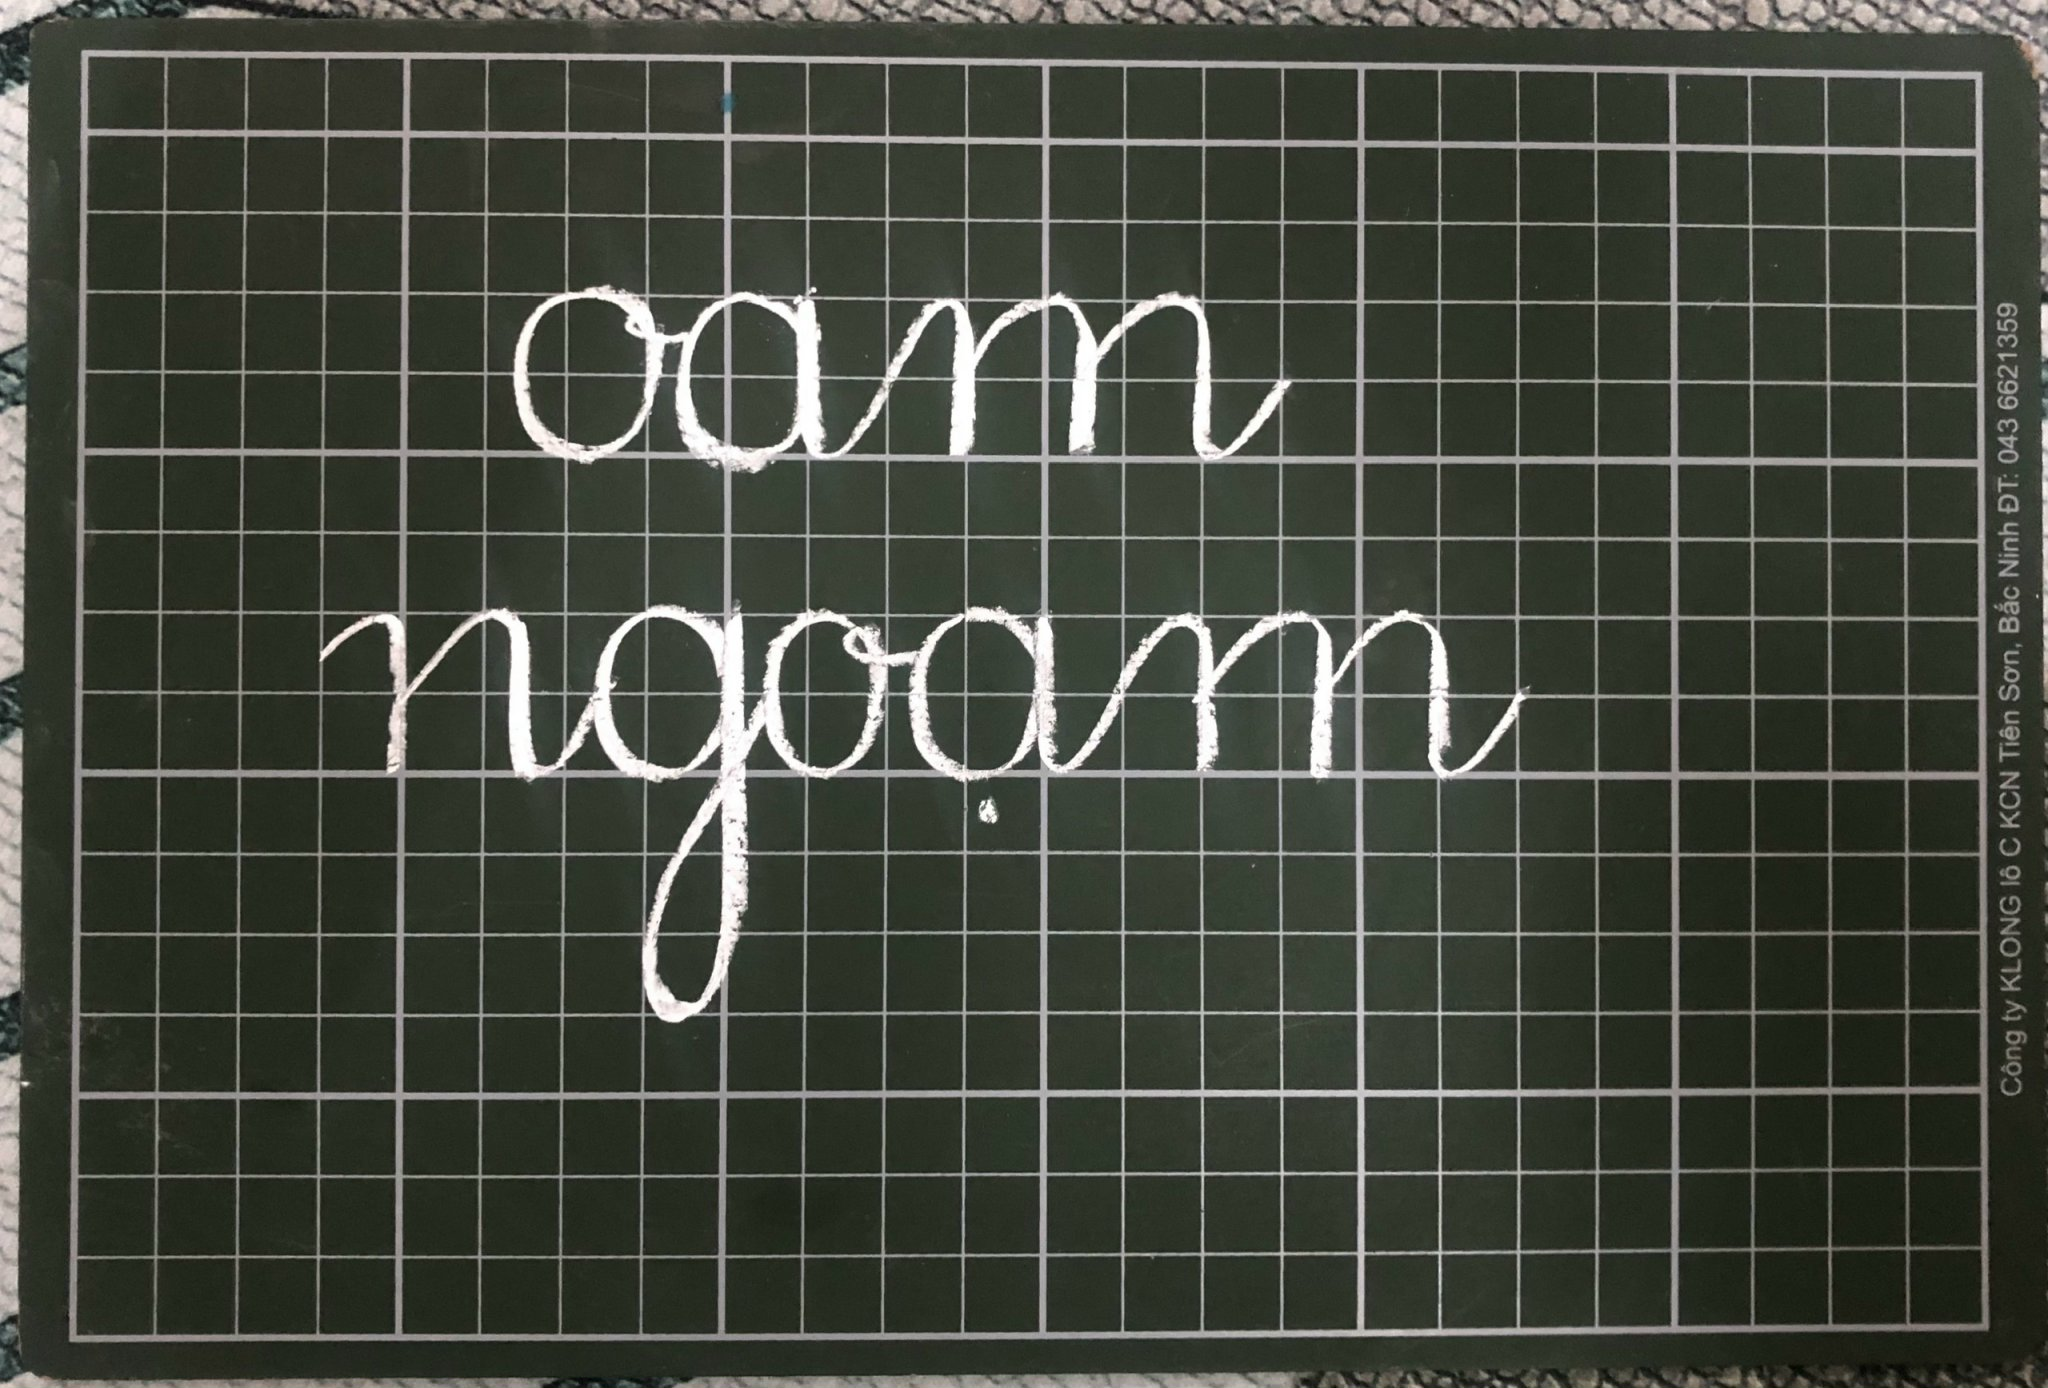 oam
ngoạm
Công ty KLONG lô C KCN Tiên Sơn, Bắc Ninh ĐT: 043 6621359